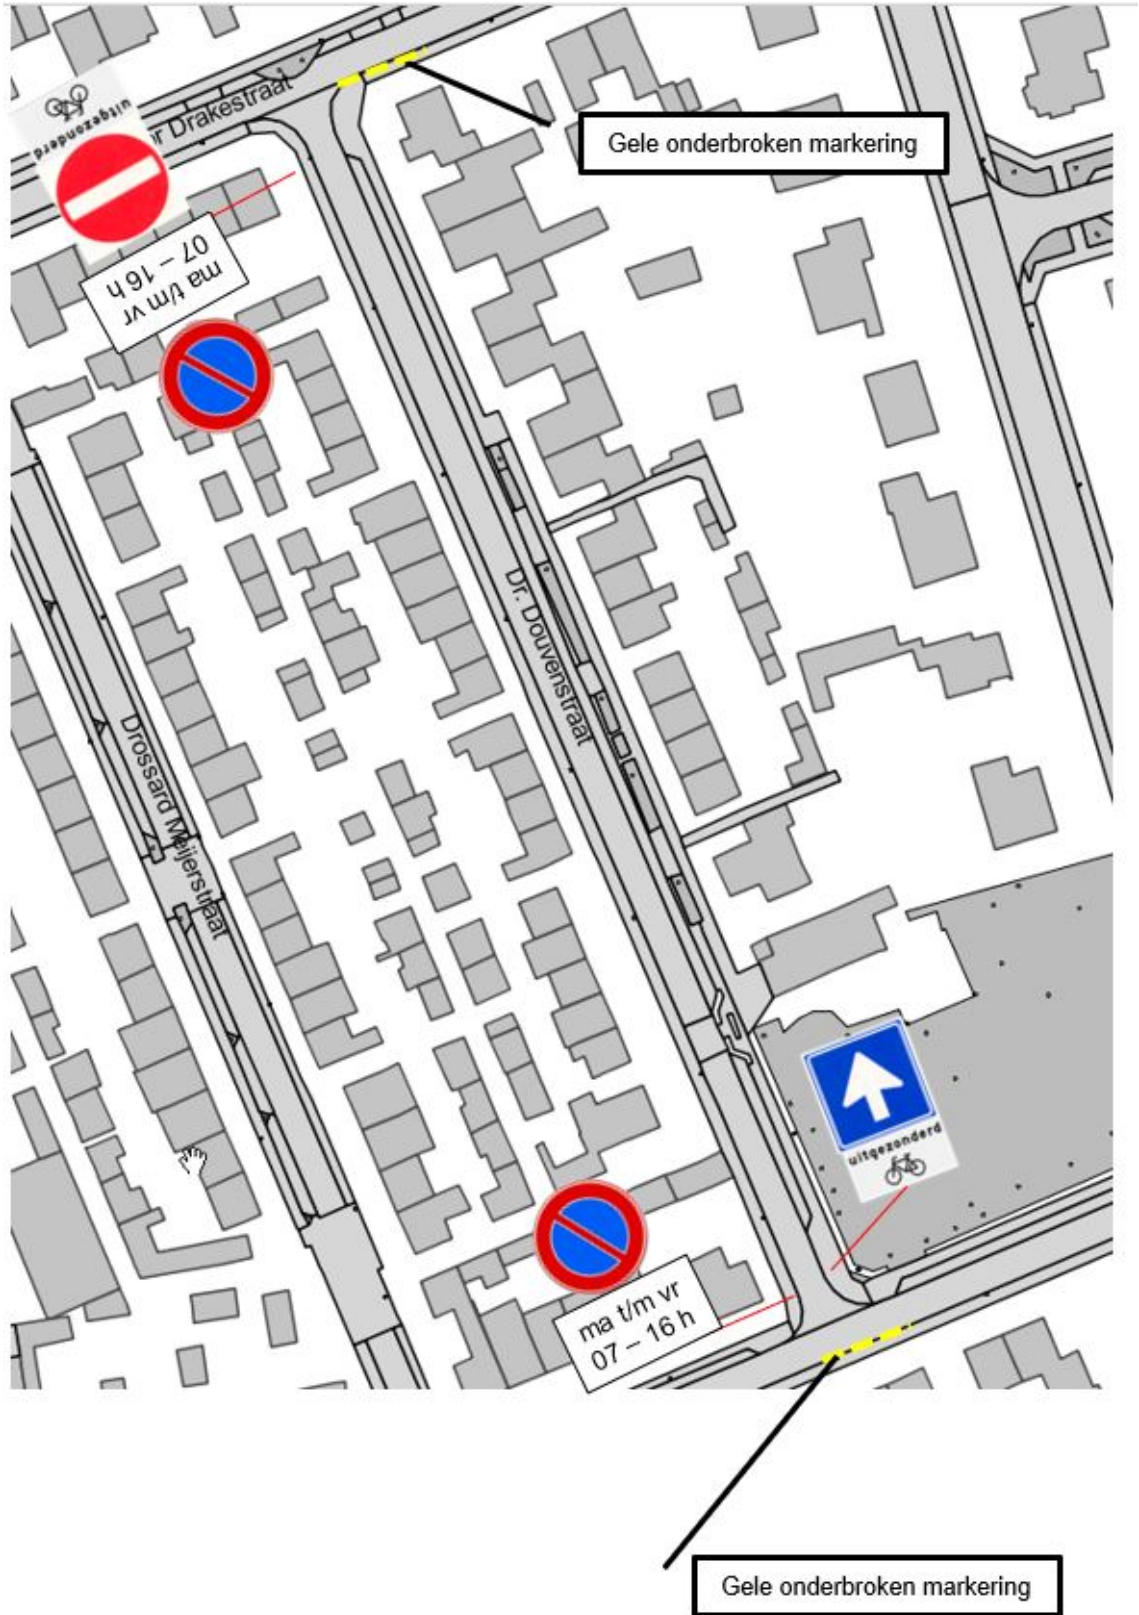 uitgezonderd
or Drakestraat
Gele onderbroken markering
ma t/m vr
07 – 16 h
Dr. Douvenstraat
Drossard Meijerstraat
uitgezonderd
ma t/m vr
07 – 16 h
Gele onderbroken markering